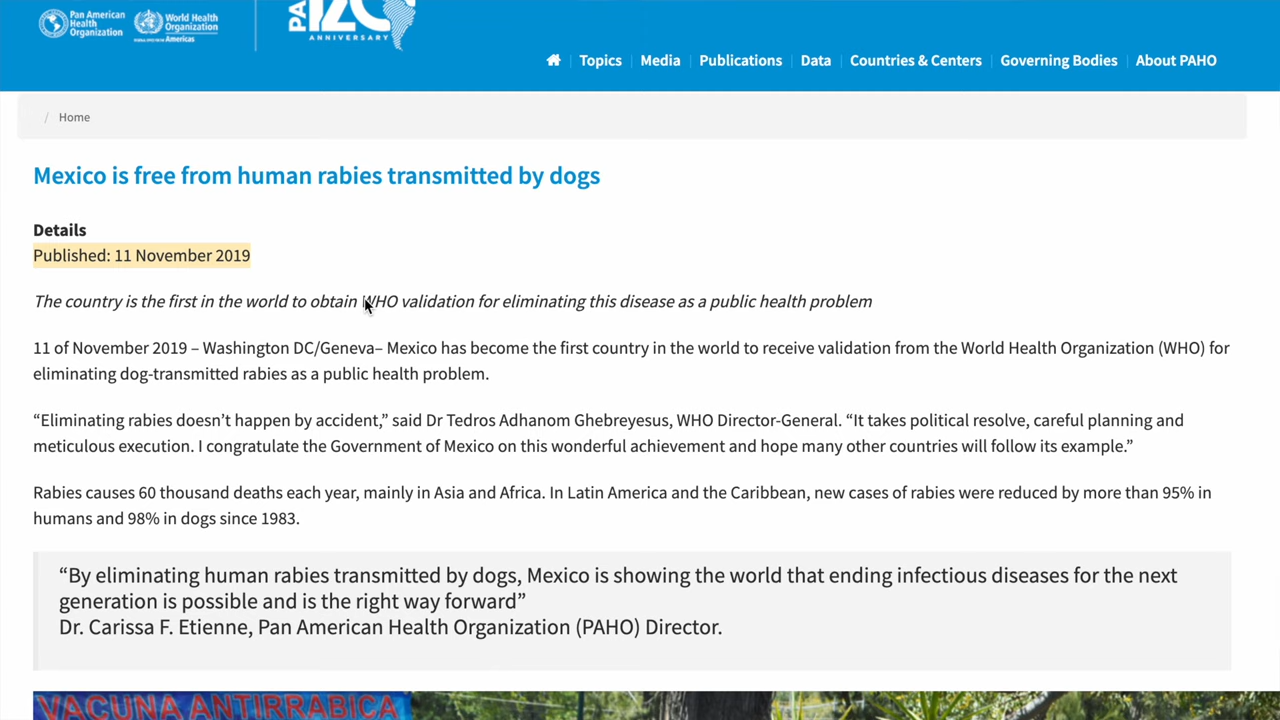 Pan American
Health
Organization
World Health
Organization
Americas
ANNIVERSARY
Topics
Media
Publications
Data
Countries & Centers
Governing Bodies
About PAHO
/ Home
Mexico is free from human rabies transmitted by dogs
Details
Published: 11 November 2019
The country is the first in the world to obtain WHO validation for eliminating this disease as a public health problem
11 of November 2019 – Washington DC/Geneva– Mexico has become the first country in the world to receive validation from the World Health Organization (WHO) for
eliminating dog-transmitted rabies as a public health problem.
“Eliminating rabies doesn’t happen by accident,” said Dr Tedros Adhanom Ghebreyesus, WHO Director-General. “It takes political resolve, careful planning and
meticulous execution. I congratulate the Government of Mexico on this wonderful achievement and hope many other countries will follow its example.”
Rabies causes 60 thousand deaths each year, mainly in Asia and Africa. In Latin America and the Caribbean, new cases of rabies were reduced by more than 95% in
humans and 98% in dogs since 1983.
“By eliminating human rabies transmitted by dogs, Mexico is showing the world that ending infectious diseases for the next
generation is possible and is the right way forward”
Dr. Carissa F. Etienne, Pan American Health Organization (PAHO) Director.
VACUNA ANTIRRABICA